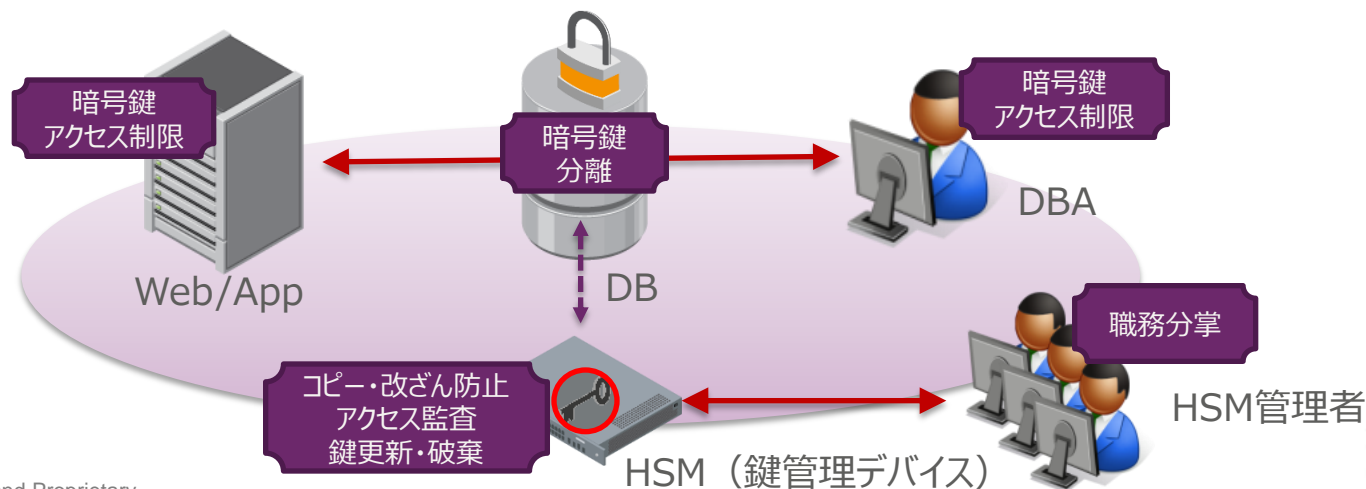 暗号鍵
アクセス制限
暗号鍵
分離
暗号鍵
アクセス制限
DBA
Web/App
DB
職務分掌
コピー・改ざん防止
アクセス監査
鍵更新・破棄
HSM管理者
HSM（鍵管理デバイス）
and Proprietary